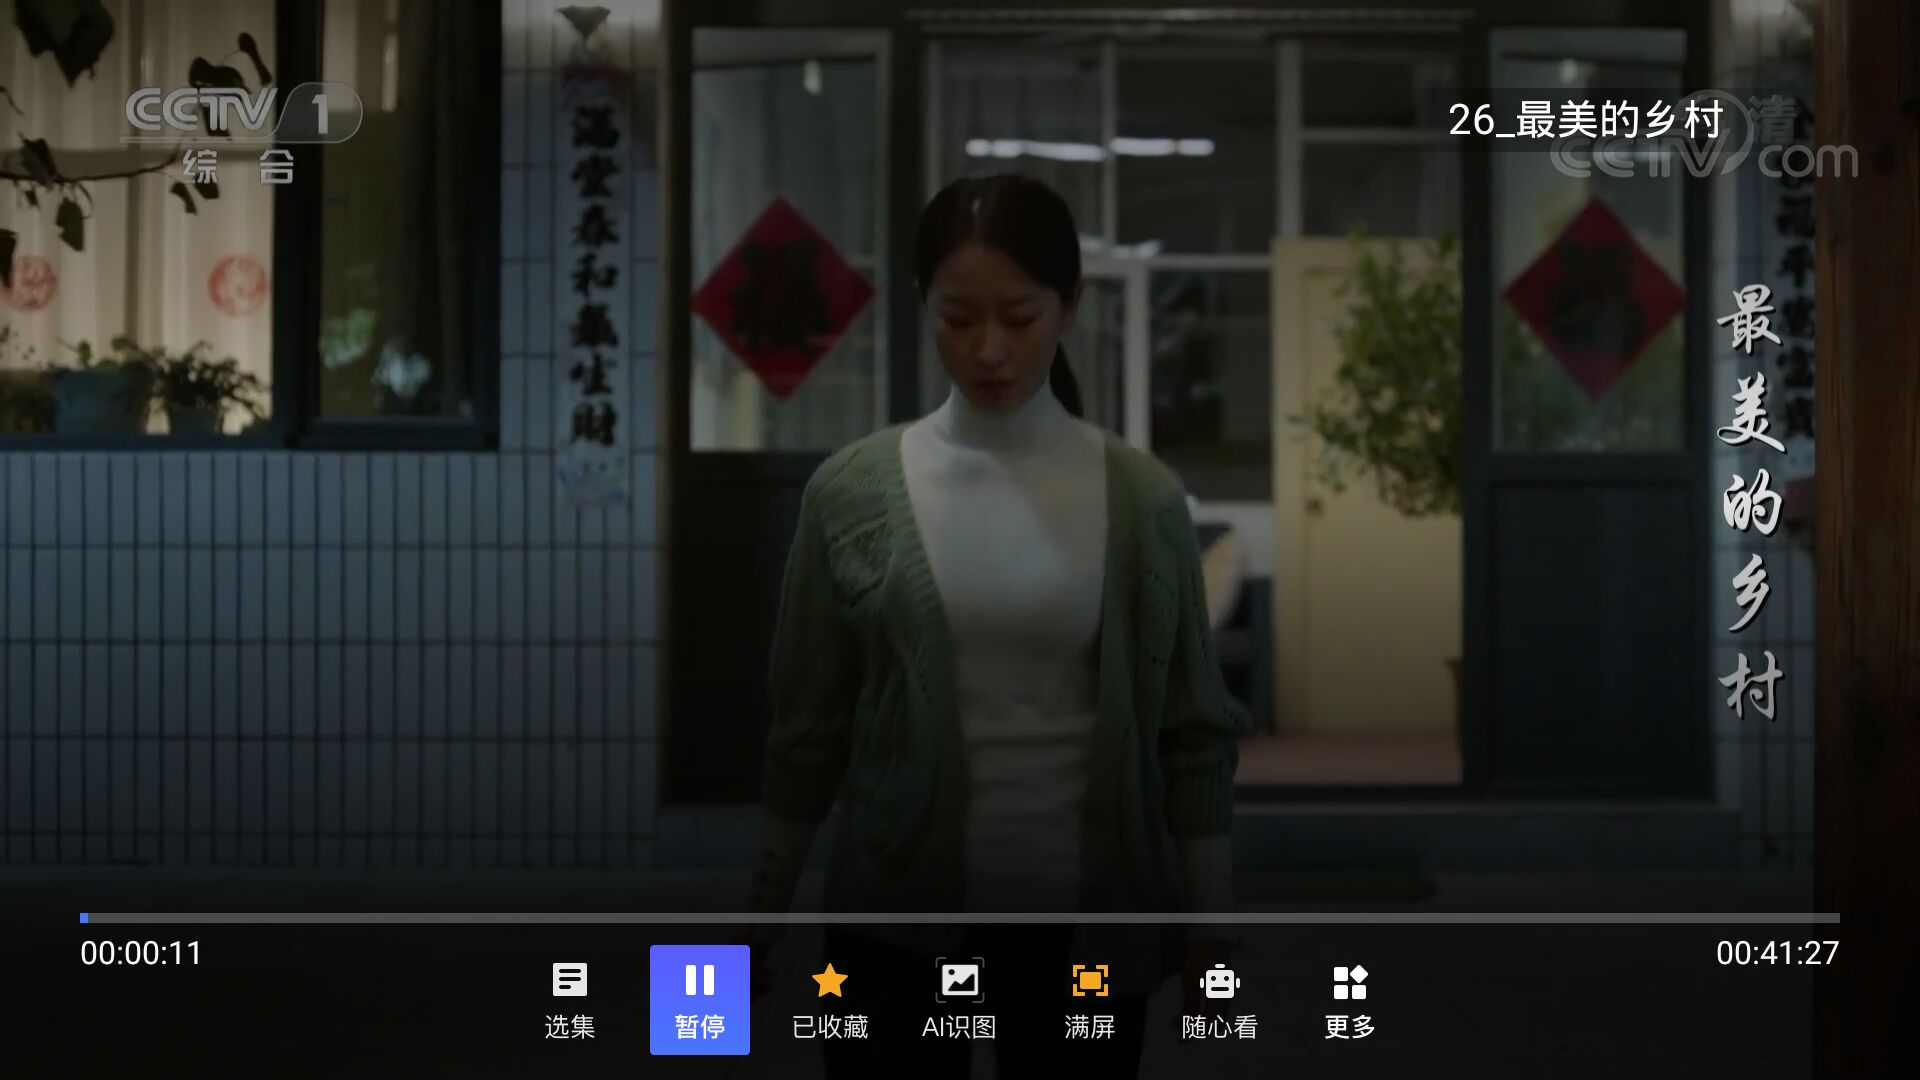 CCTV 1
综合
26_最美的乡村
清
CCTV.com
满堂春和气生财
最美的乡村
00:00:11
00:41:27
选集
暂停
已收藏
AI识图
满屏
随心看
更多